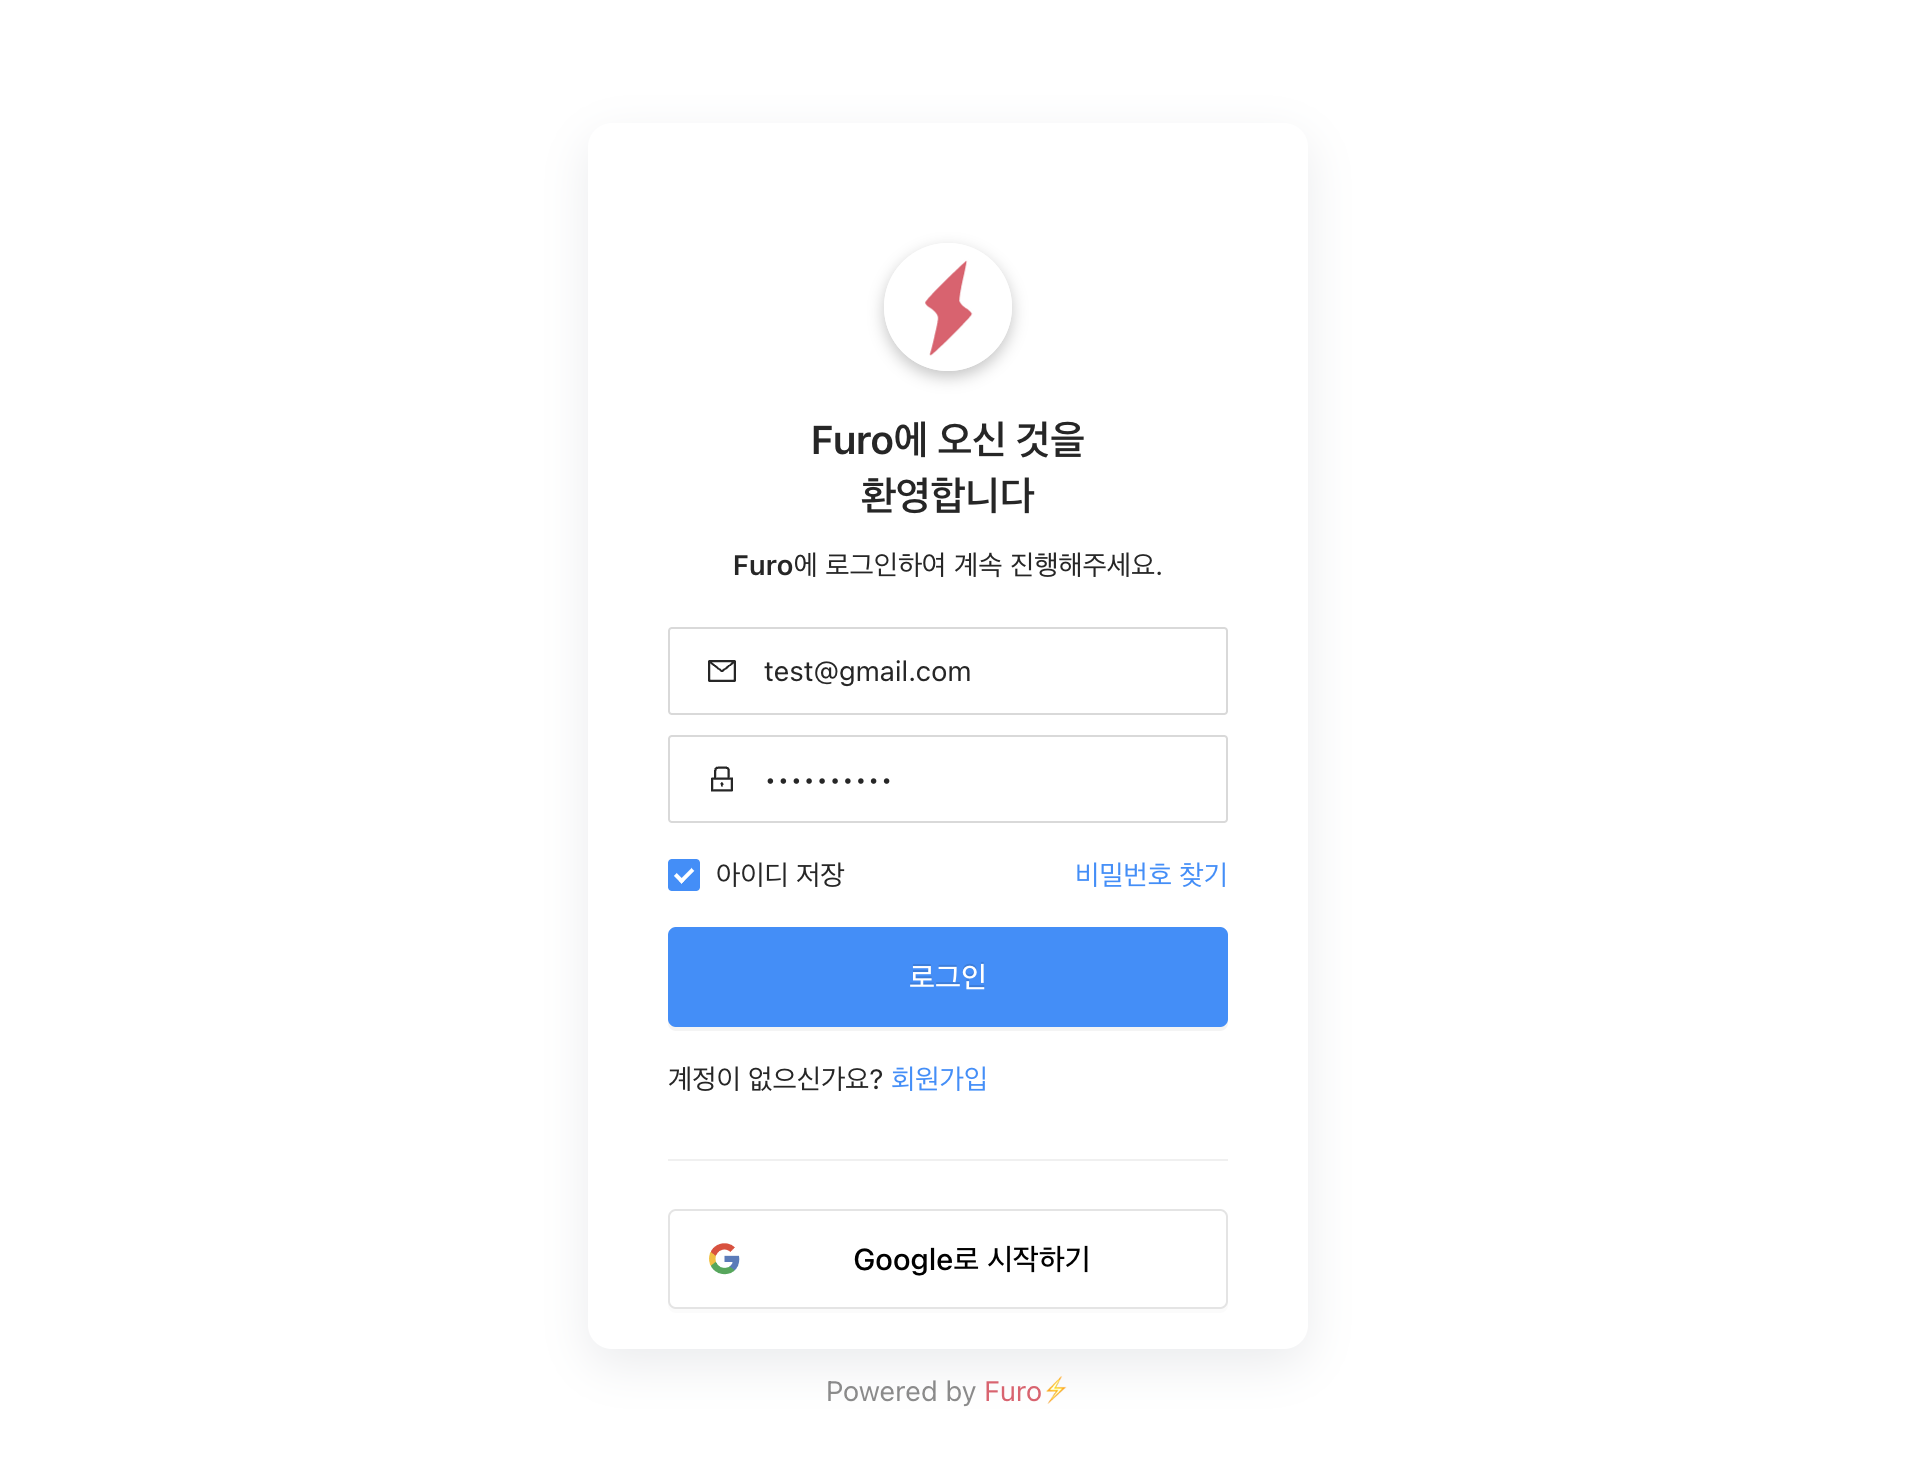 Furo에 오신 것을
환영합니다
Furo에 로그인하여 계속 진행해주세요.
test@gmail.com
••••••••••
아이디 저장 비밀번호 찾기
로그인
계정이 없으신가요? 회원가입
Google로 시작하기
Powered by Furo⚡